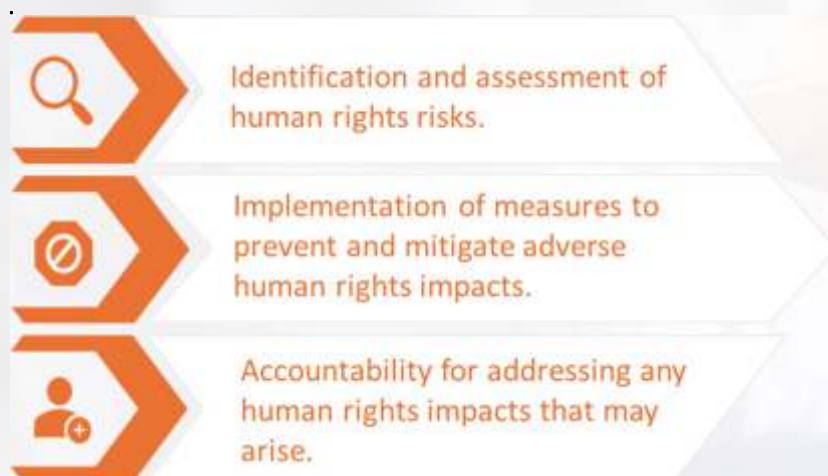 Identification and assessment of
human rights risks.
Implementation of measures to
prevent and mitigate adverse
human rights impacts.
Accountability for addressing any
human rights impacts that may
arise.